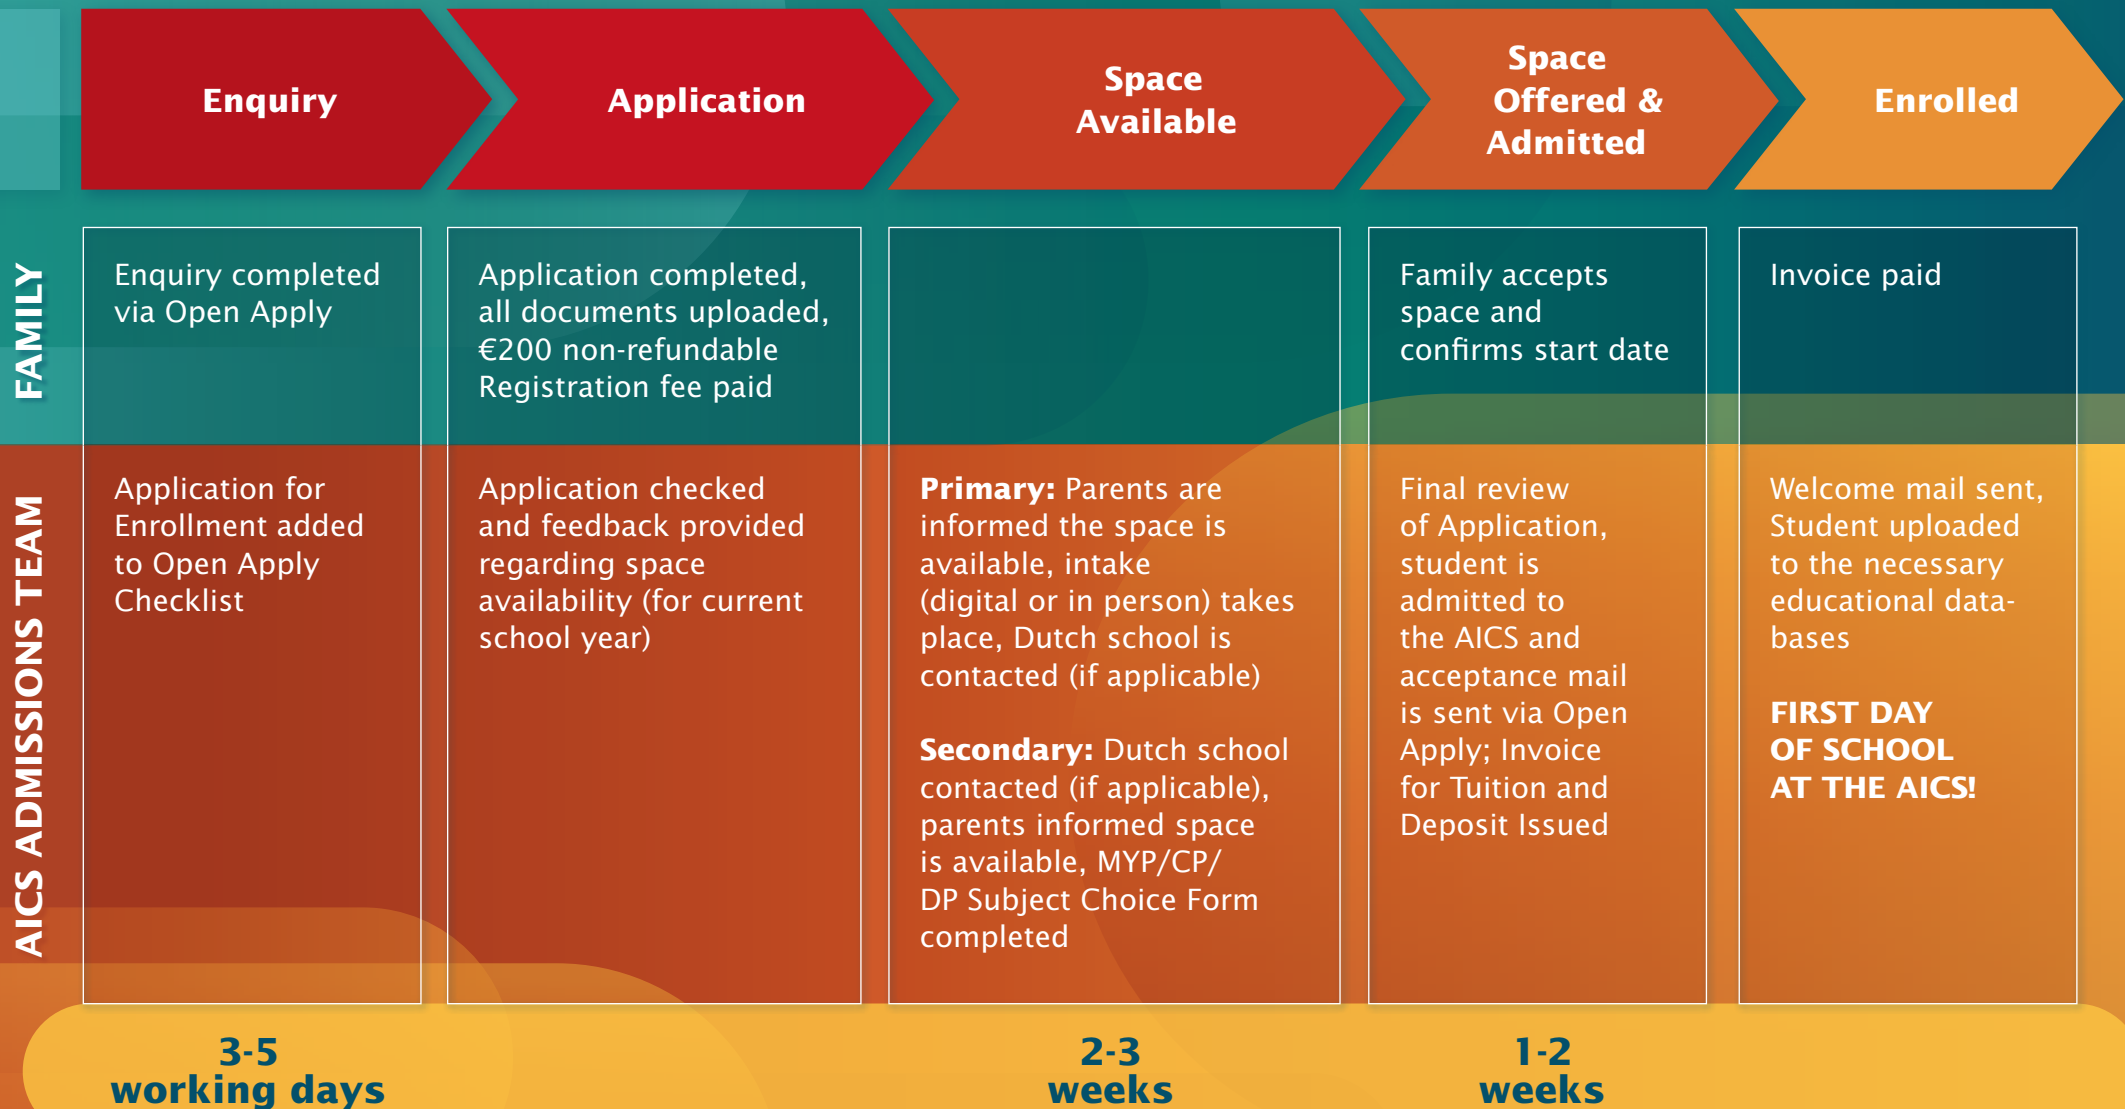 Enquiry
Application
Space
Available
Space
Offered &
Admitted
Enrolled
FAMILY
Enquiry completed
via Open Apply
Application completed,
all documents uploaded,
€200 non-refundable
Registration fee paid
Family accepts
space and
confirms start date
Invoice paid
AICS ADMISSIONS TEAM
Application for
Enrollment added
to Open Apply
Checklist
Application checked
and feedback provided
regarding space
availability (for current
school year)
Primary: Parents are
informed the space is
available, intake
(digital or in person) takes
place, Dutch school is
contacted (if applicable)
Secondary: Dutch school
contacted (if applicable),
parents informed space
is available, MYP/CP/
DP Subject Choice Form
completed
Final review
of Application,
student is
admitted to
the AICS and
acceptance mail
is sent via Open
Apply; Invoice
for Tuition and
Deposit Issued
Welcome mail sent,
Student uploaded
to the necessary
educational data-
bases
FIRST DAY
OF SCHOOL
AT THE AICS!
3-5
working days
2-3
weeks
1-2
weeks